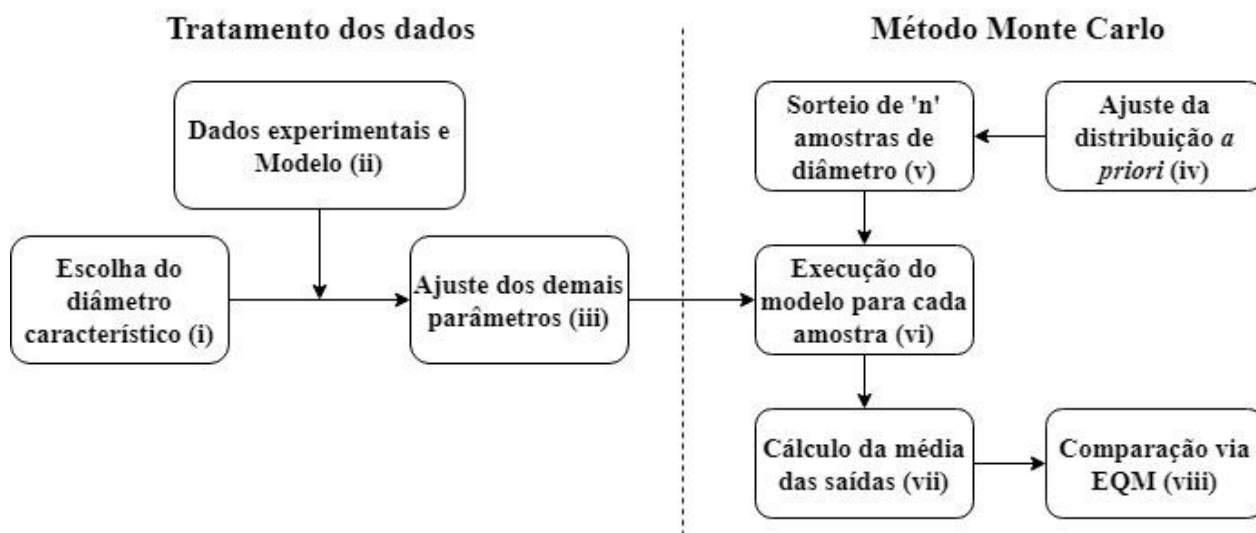 Tratamento dos dados
Dados experimentais e
Modelo (ii)
Escolha do
diâmetro
característico (i)
Ajuste dos demais
parâmetros (iii)
Método Monte Carlo
Sorteio de 'n'
amostras de
diâmetro (v)
Ajuste da
distribuição a
priori (iv)
Execução do
modelo para cada
amostra (vi)
Cálculo da média
das saídas (vii)
Comparação via
EQM (viii)